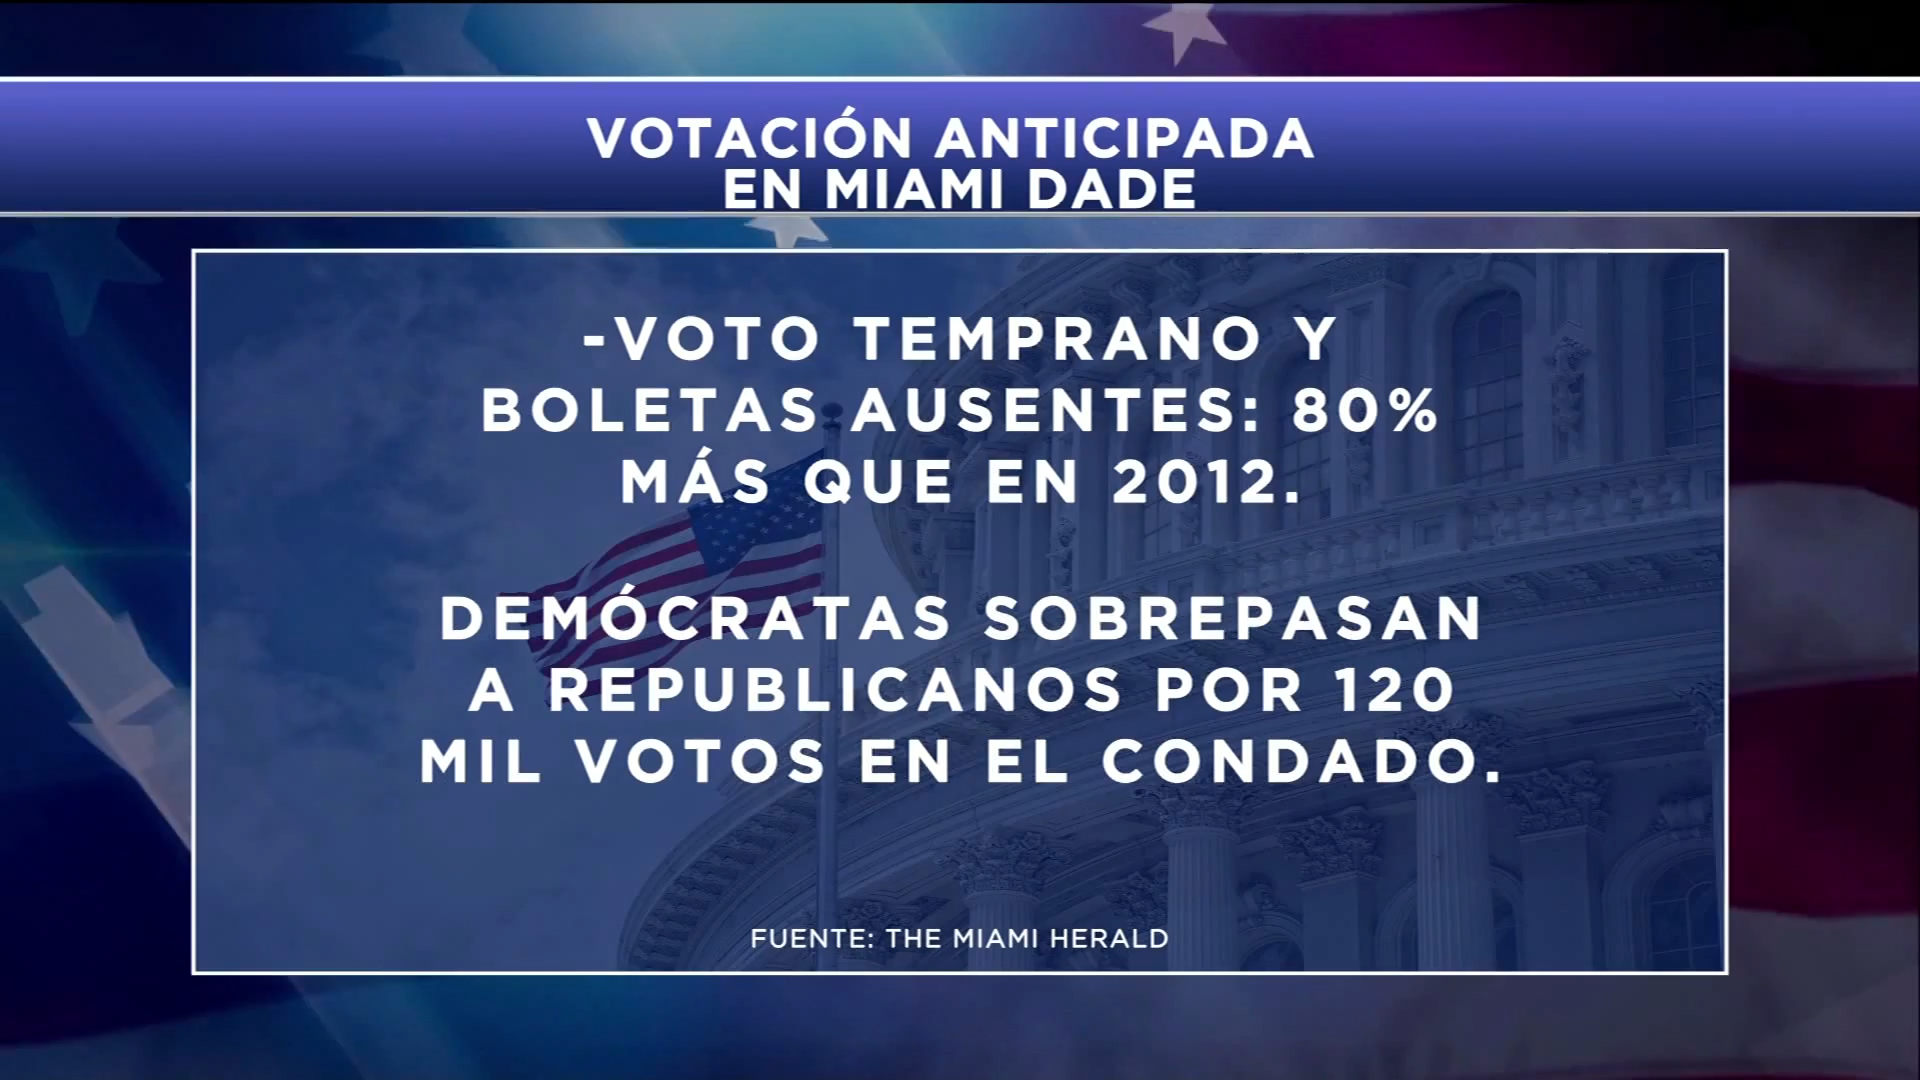 VOTACIÓN ANTICIPADA
EN MIAMI DADE
-VOTO TEMPRANO Y
BOLETAS AUSENTES: 80%
MÁS QUE EN 2012.
DEMÓCRATAS SOBREPASAN
A REPUBLICANOS POR 120
MIL VOTOS EN EL CONDADO.
FUENTE: THE MIAMI HERALD